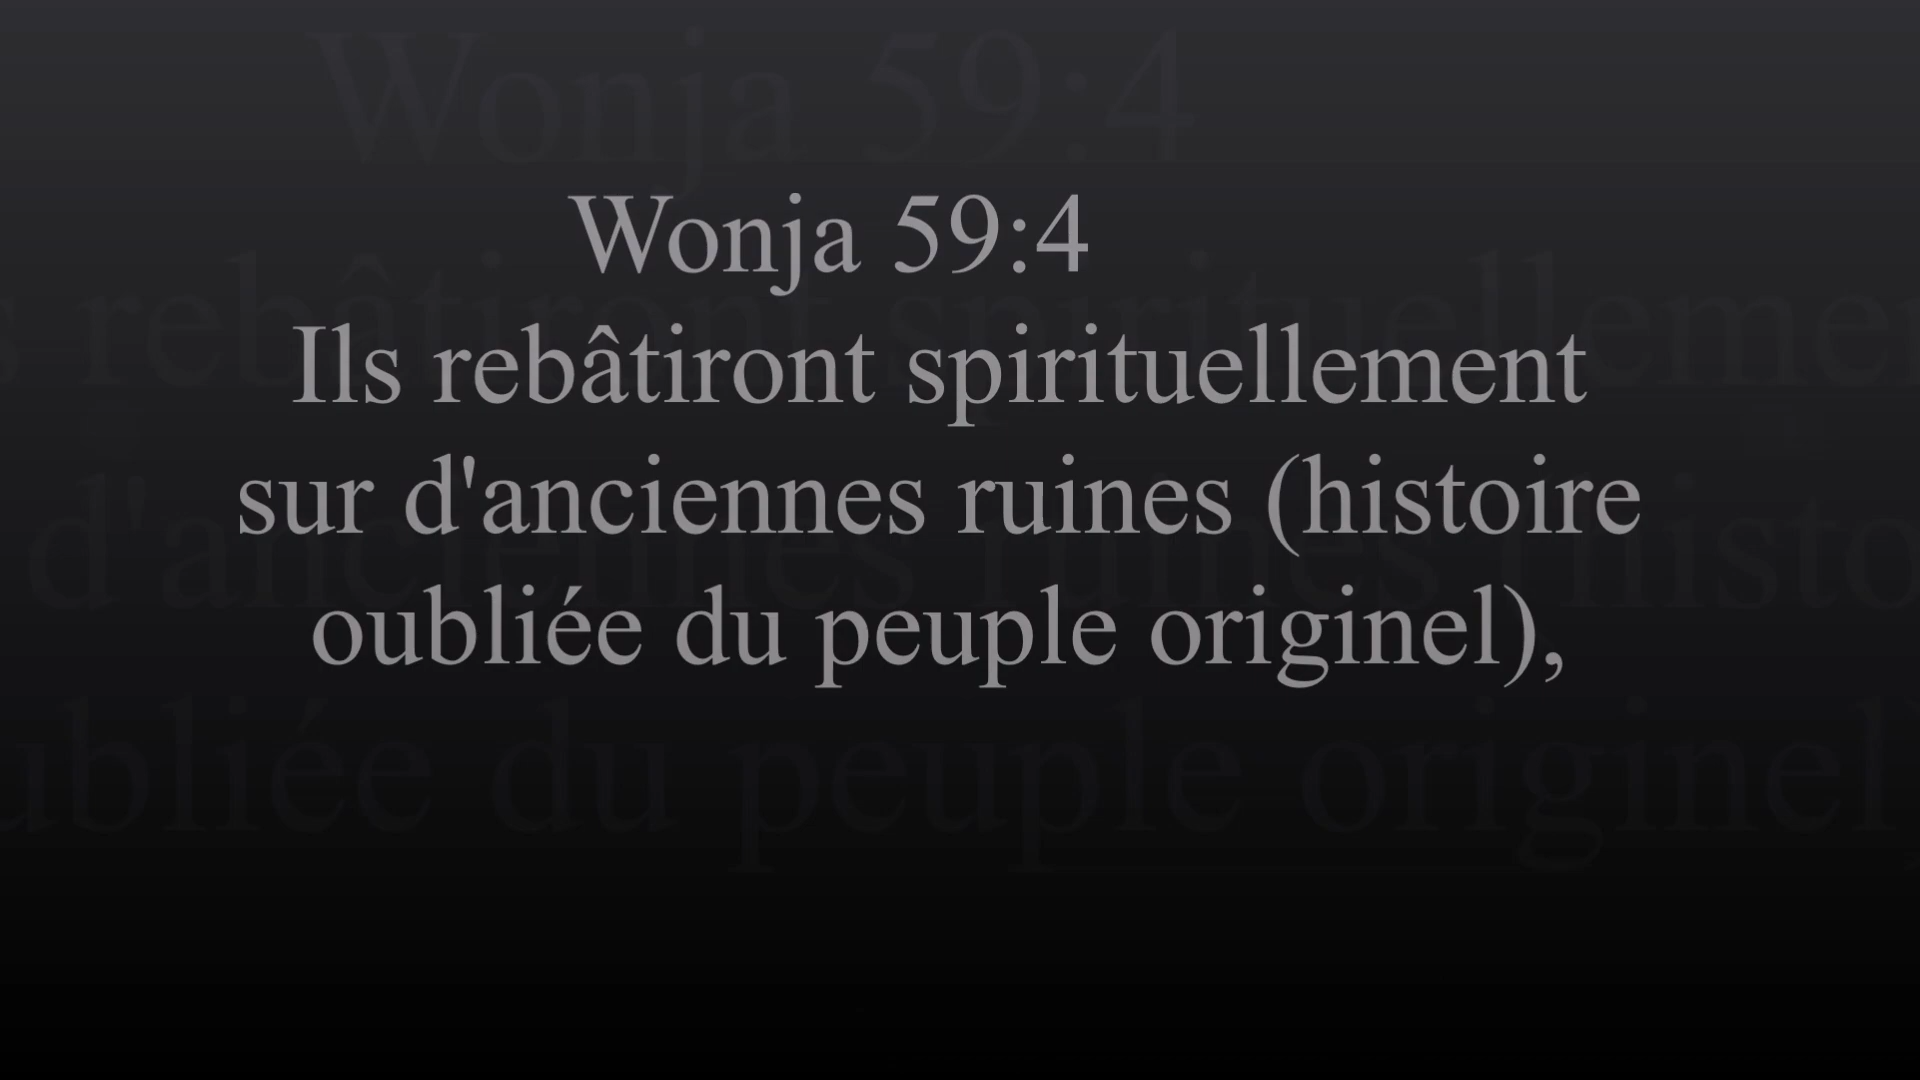 Wonja 59:4
Ils rebâtiront spirituellement
sur d'anciennes ruines (histoire
oubliée du peuple originel),